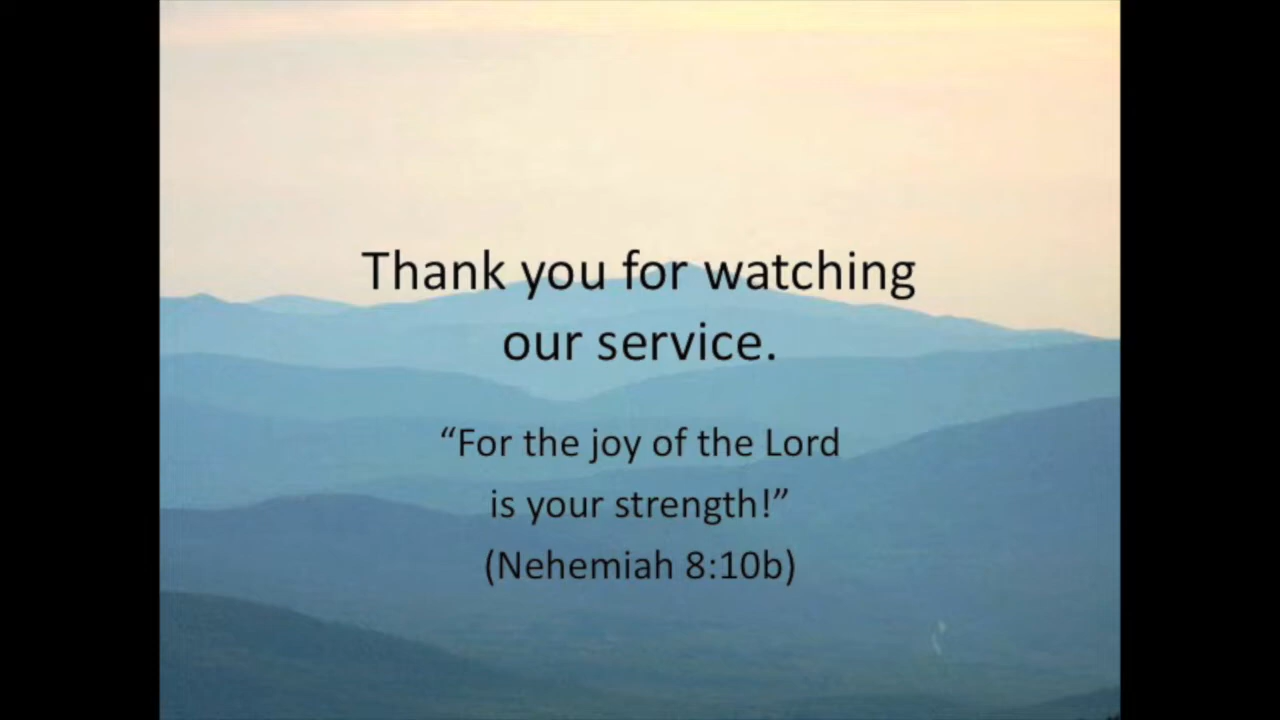 Thank you for watching
our service.
“For the joy of the Lord
is your strength!”
(Nehemiah 8:10b)